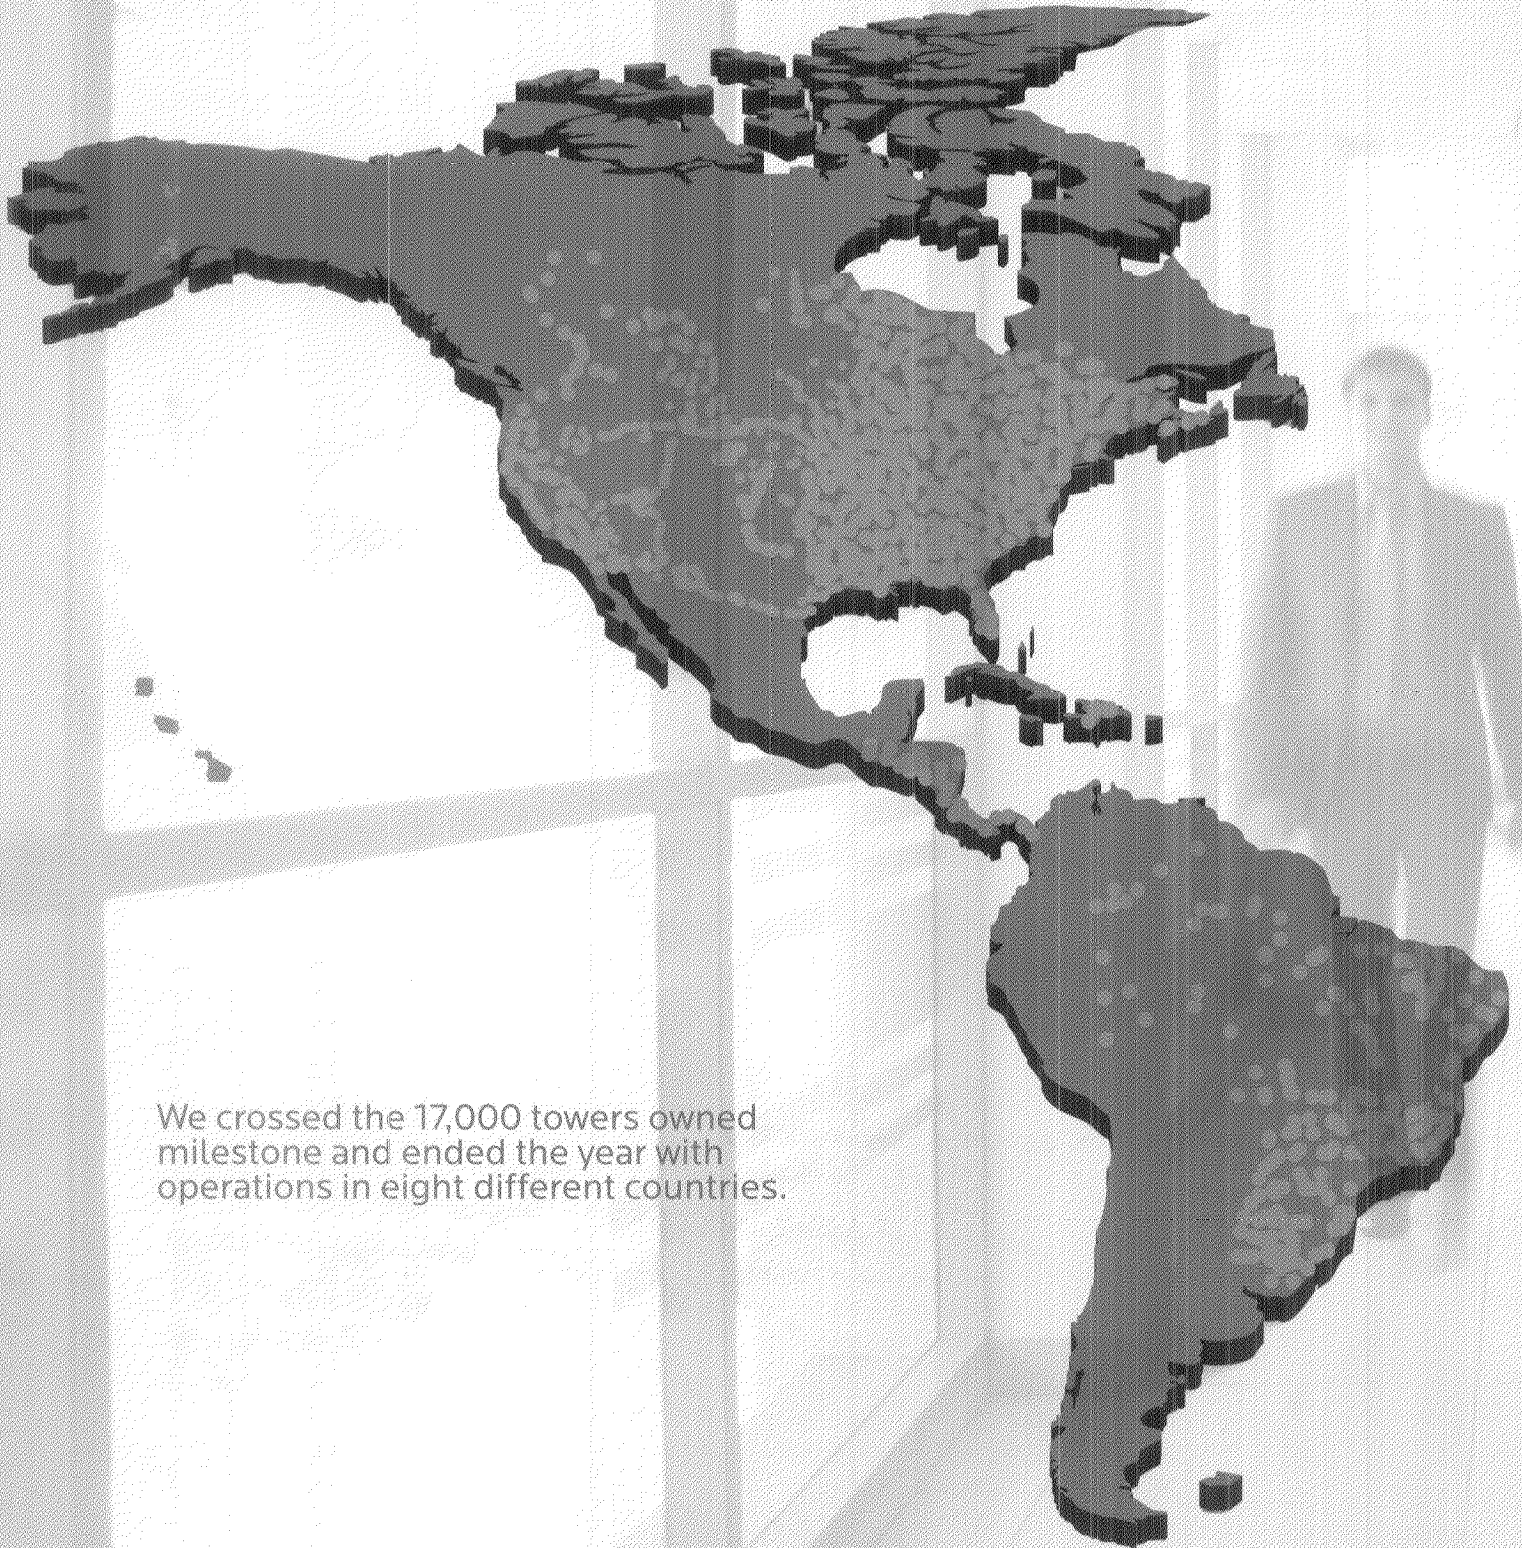 We crossed the 17,000 towers owned
milestone and ended the year with
operations in eight different countries.